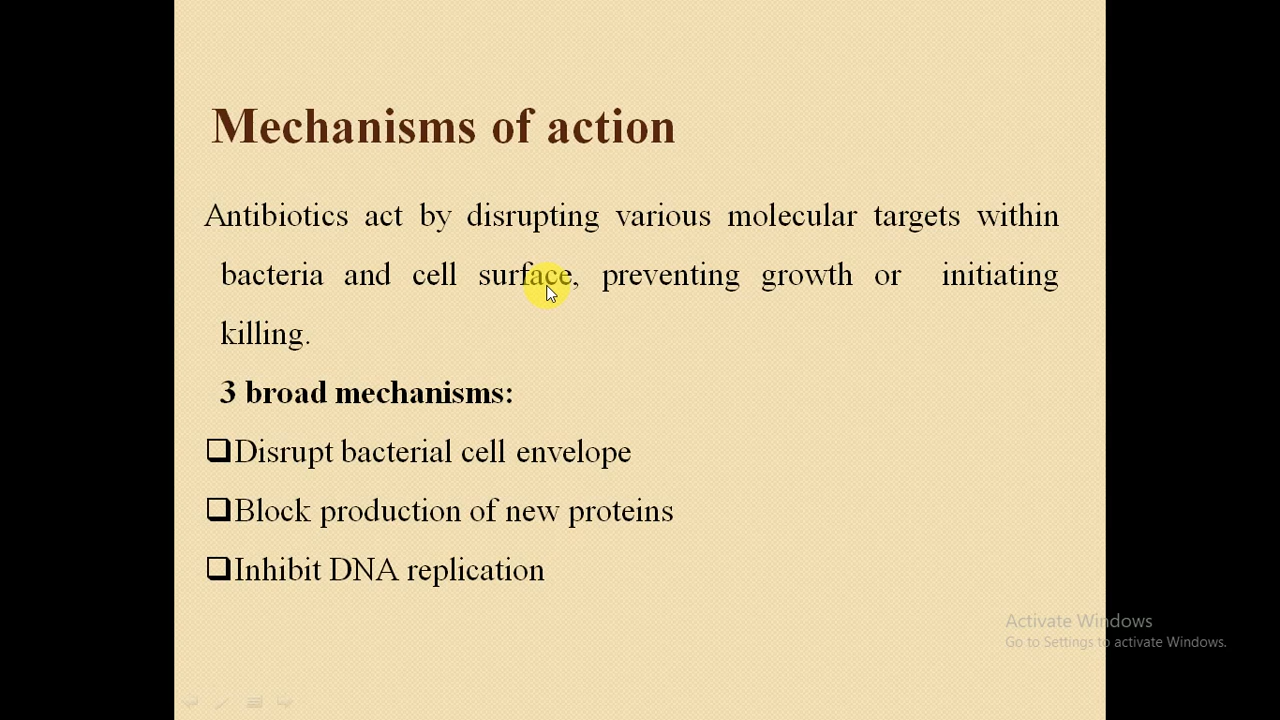 Mechanisms of action
Antibiotics act by disrupting various molecular targets within
bacteria and cell surface, preventing growth or initiating
killing.
3 broad mechanisms:
❑Disrupt bacterial cell envelope
❑Block production of new proteins
❑Inhibit DNA replication
Activate Windows
Go to Settings to activate Windows.